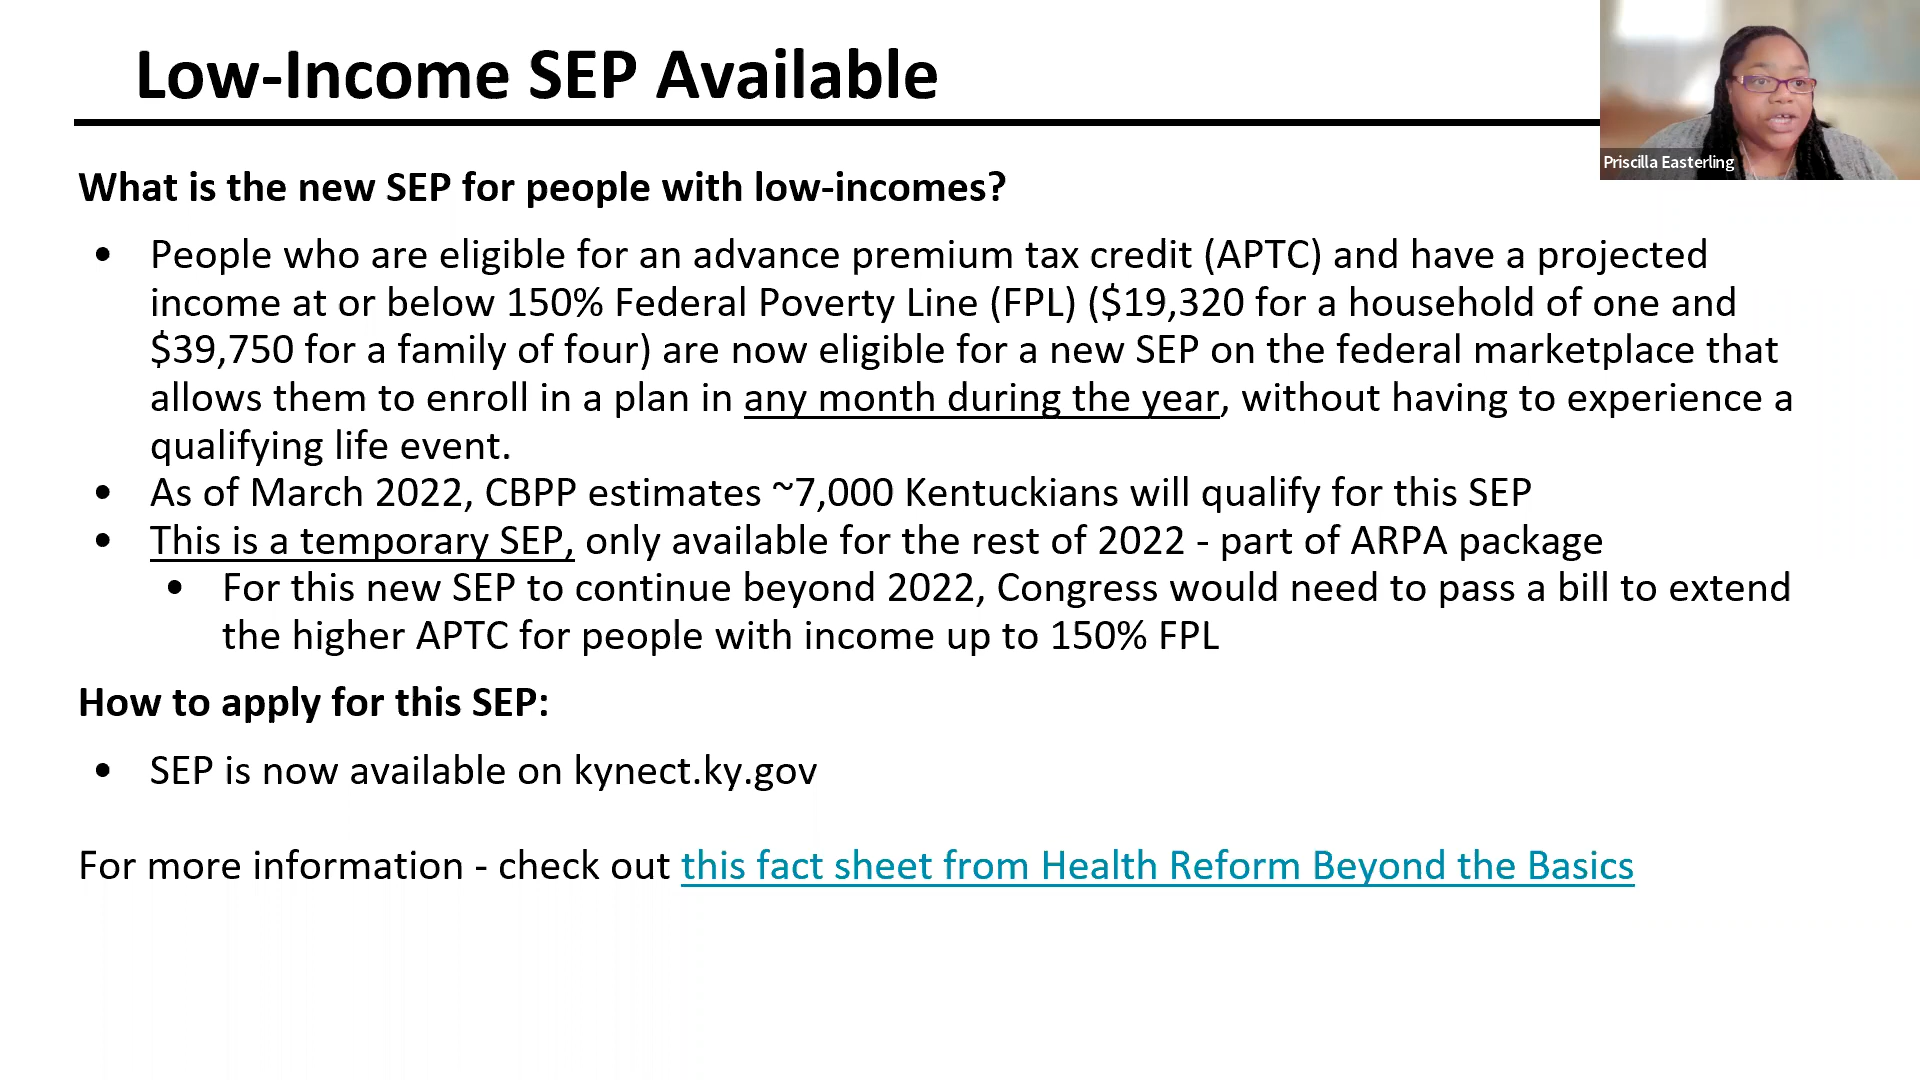 Low-Income SEP Available
Priscilla Easterling
What is the new SEP for people with low-incomes?
• People who are eligible for an advance premium tax credit (APTC) and have a projected
income at or below 150% Federal Poverty Line (FPL) ($19,320 for a household of one and
$39,750 for a family of four) are now eligible for a new SEP on the federal marketplace that
allows them to enroll in a plan in any month during the year, without having to experience a
qualifying life event.
• As of March 2022, CBPP estimates ~7,000 Kentuckians will qualify for this SEP
• This is a temporary SEP, only available for the rest of 2022 - part of ARPA package
• For this new SEP to continue beyond 2022, Congress would need to pass a bill to extend
the higher APTC for people with income up to 150% FPL
How to apply for this SEP:
• SEP is now available on kynect.ky.gov
For more information - check out this fact sheet from Health Reform Beyond the Basics